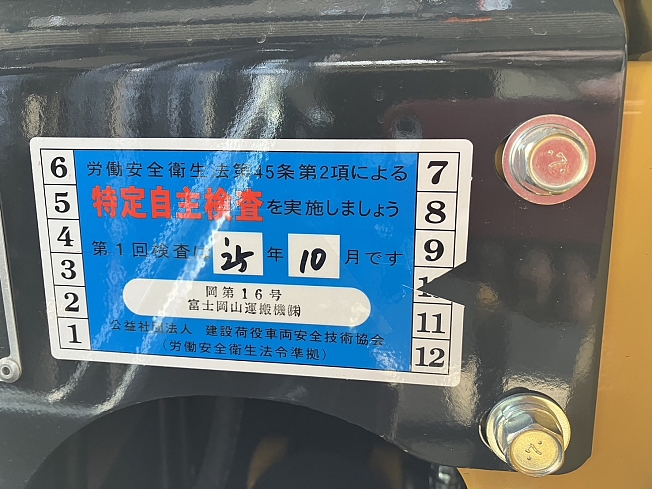 労働安全衛生法第45条第2項による
特定自主検査を実施しましょう
第1回検査は 25 年 10 月です
岡第16号
富士岡山運搬機㈱
公益社団法人 建設荷役車両安全技術協会
(労働安全衛生法令準拠)
6
5
4
3
2
1
7
8
9
11
12